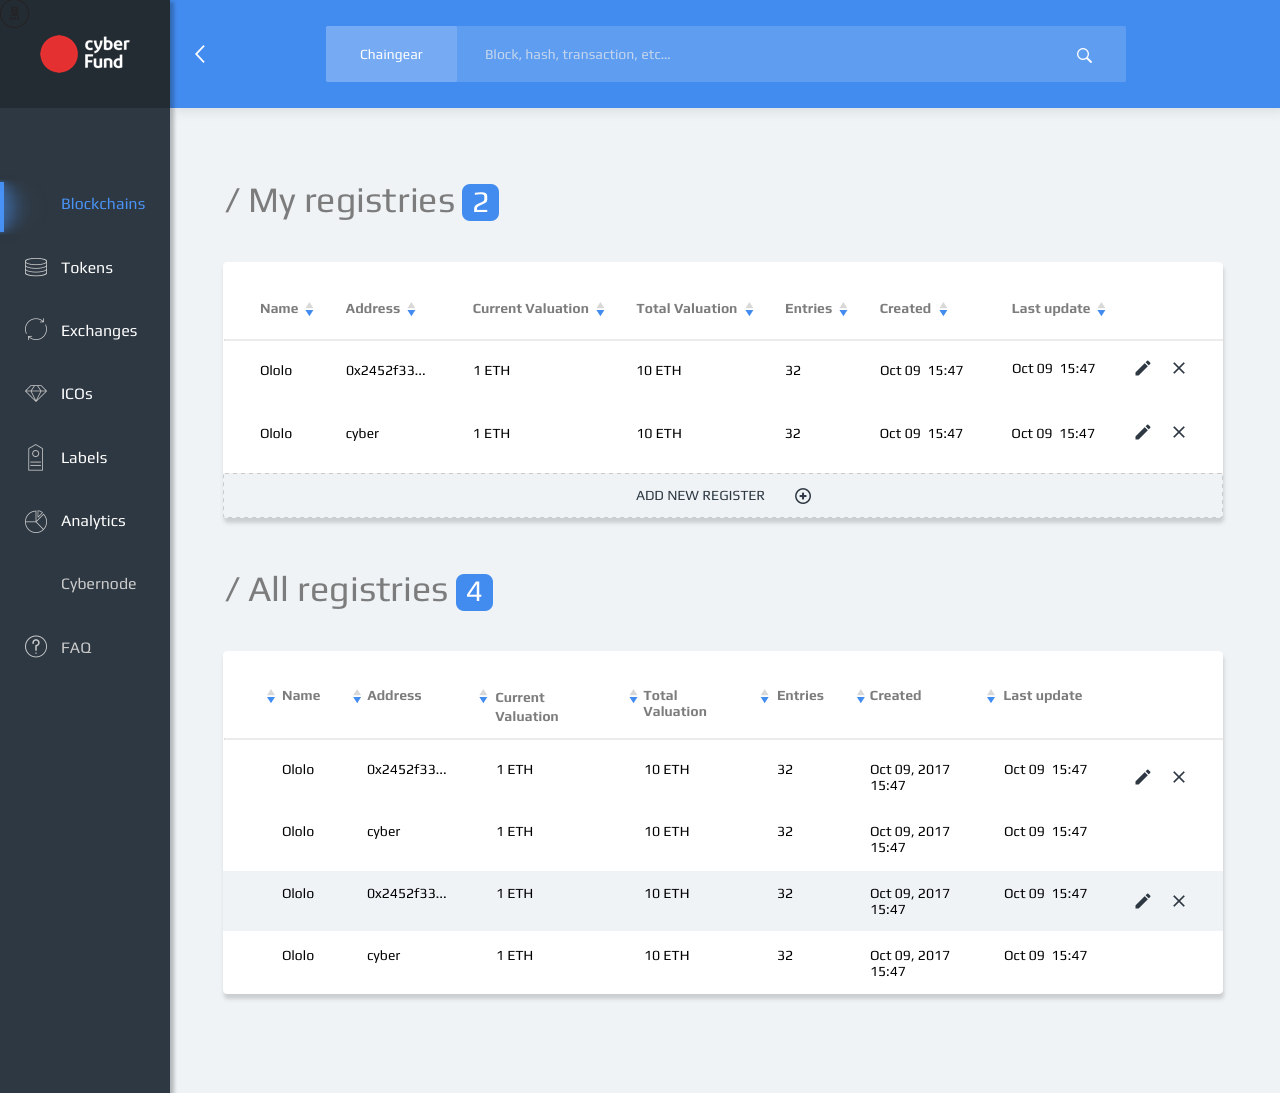 cyber
Fund
Chaingear Block, hash, transaction, etc...
Blockchains
Tokens
Exchanges
ICOs
Labels
Analytics
Cybernode
FAQ
/ My registries 2
Name Address Current Valuation Total Valuation Entries Created Last update
Ololo 0x2452f33... 1 ETH 10 ETH 32 Oct 09 15:47 Oct 09 15:47
Ololo cyber 1 ETH 10 ETH 32 Oct 09 15:47 Oct 09 15:47
ADD NEW REGISTER
/ All registries 4
Name Address Current Total Entries Created Last update
Valuation Valuation
Ololo 0x2452f33... 1 ETH 10 ETH 32 Oct 09, 2017 Oct 09 15:47
15:47
Ololo cyber 1 ETH 10 ETH 32 Oct 09, 2017 Oct 09 15:47
15:47
Ololo 0x2452f33... 1 ETH 10 ETH 32 Oct 09, 2017 Oct 09 15:47
15:47
Ololo cyber 1 ETH 10 ETH 32 Oct 09, 2017 Oct 09 15:47
15:47